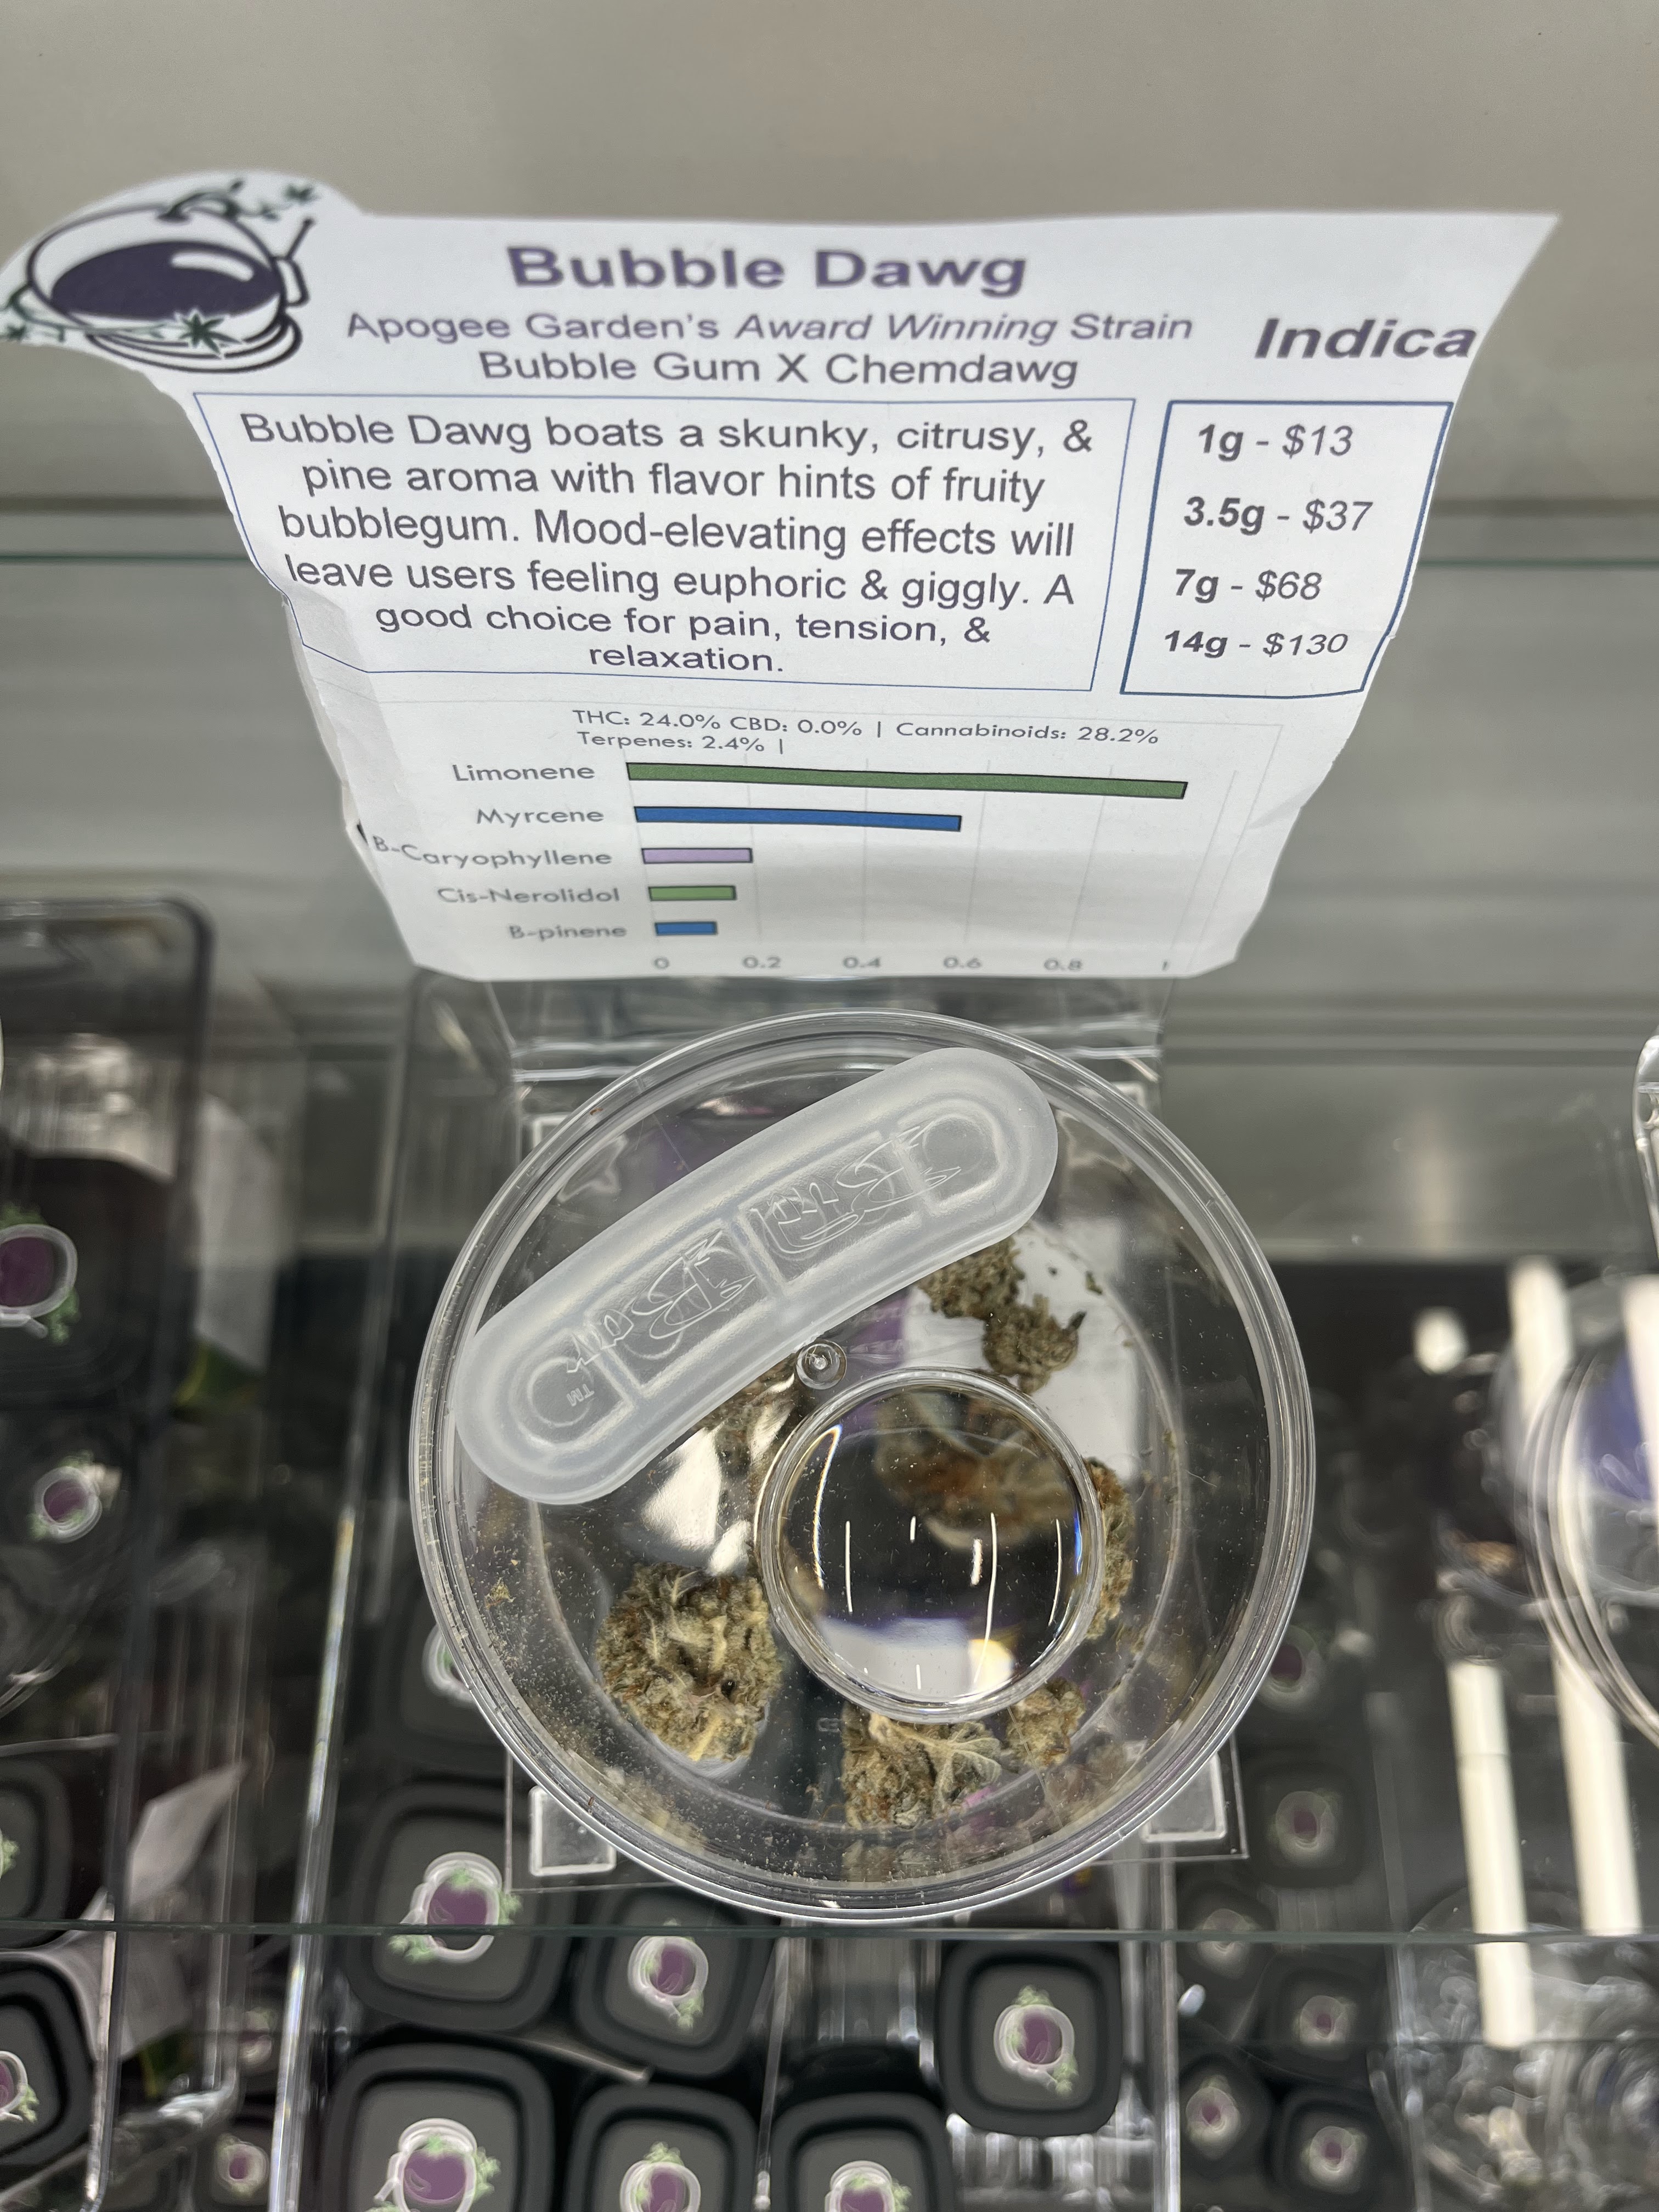 Bubble Dawg
Apogee Garden's Award Winning Strain
Bubble Gum X Chemdawg
Indica
Bubble Dawg boats a skunky, citrusy, &
pine aroma with flavor hints of fruity
bubblegum. Mood-elevating effects will
leave users feeling euphoric & giggly. A
good choice for pain, tension, &
relaxation.
1g - $13
3.5g - $37
7g - $68
14g - $130
THC: 24.0% CBD: 0.0% | Cannabinoids: 28.2%
Terpenes: 2.4% |
Limonene
Myrcene
B-Caryophyllene
Cis-Nerolidol
B-pinene
0 0.2 0.4 0.6 0.8 1
TM